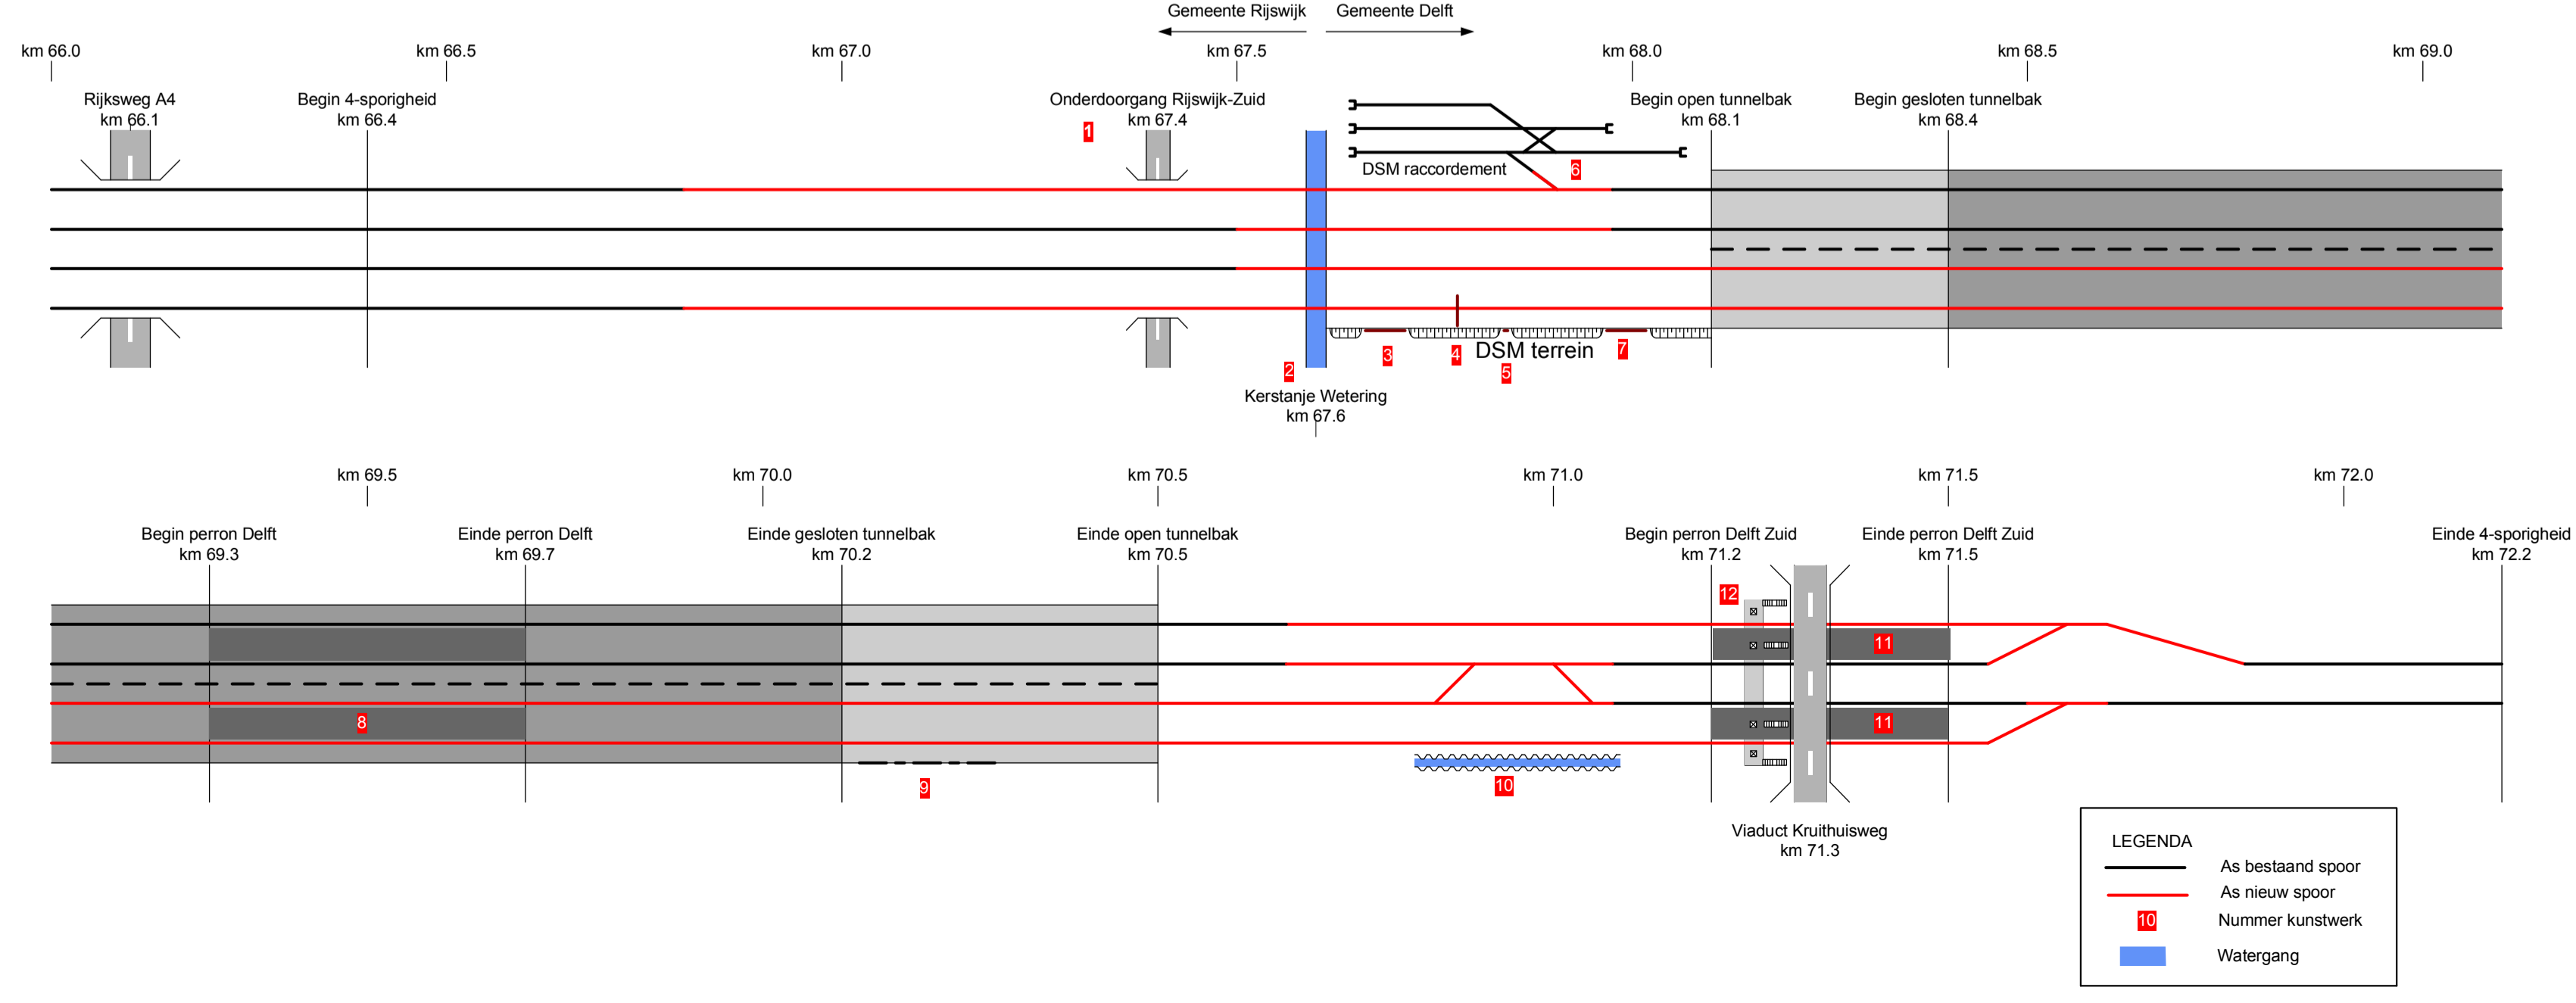 Gemeente Rijswijk Gemeente Delft
km 66.0 km 66.5 km 67.0 km 67.5 km 68.0 km 68.5 km 69.0
Rijksweg A4
km 66.1
Begin 4-sporigheid
km 66.4
1
Onderdoorgang Rijswijk-Zuid
km 67.4
DSM raccordement
6
Begin open tunnelbak
km 68.1
Begin gesloten tunnelbak
km 68.4
2
Kerstanje Wetering
km 67.6
3
4
DSM terrein
5
7
km 69.5 km 70.0 km 70.5 km 71.0 km 71.5 km 72.0
Begin perron Delft
km 69.3
Einde perron Delft
km 69.7
Einde gesloten tunnelbak
km 70.2
Einde open tunnelbak
km 70.5
Begin perron Delft Zuid
km 71.2
Einde perron Delft Zuid
km 71.5
Einde 4-sporigheid
km 72.2
12
11
8
11
9
10
Viaduct Kruithuisweg
km 71.3
LEGENDA
As bestaand spoor
As nieuw spoor
10 Nummer kunstwerk
Watergang